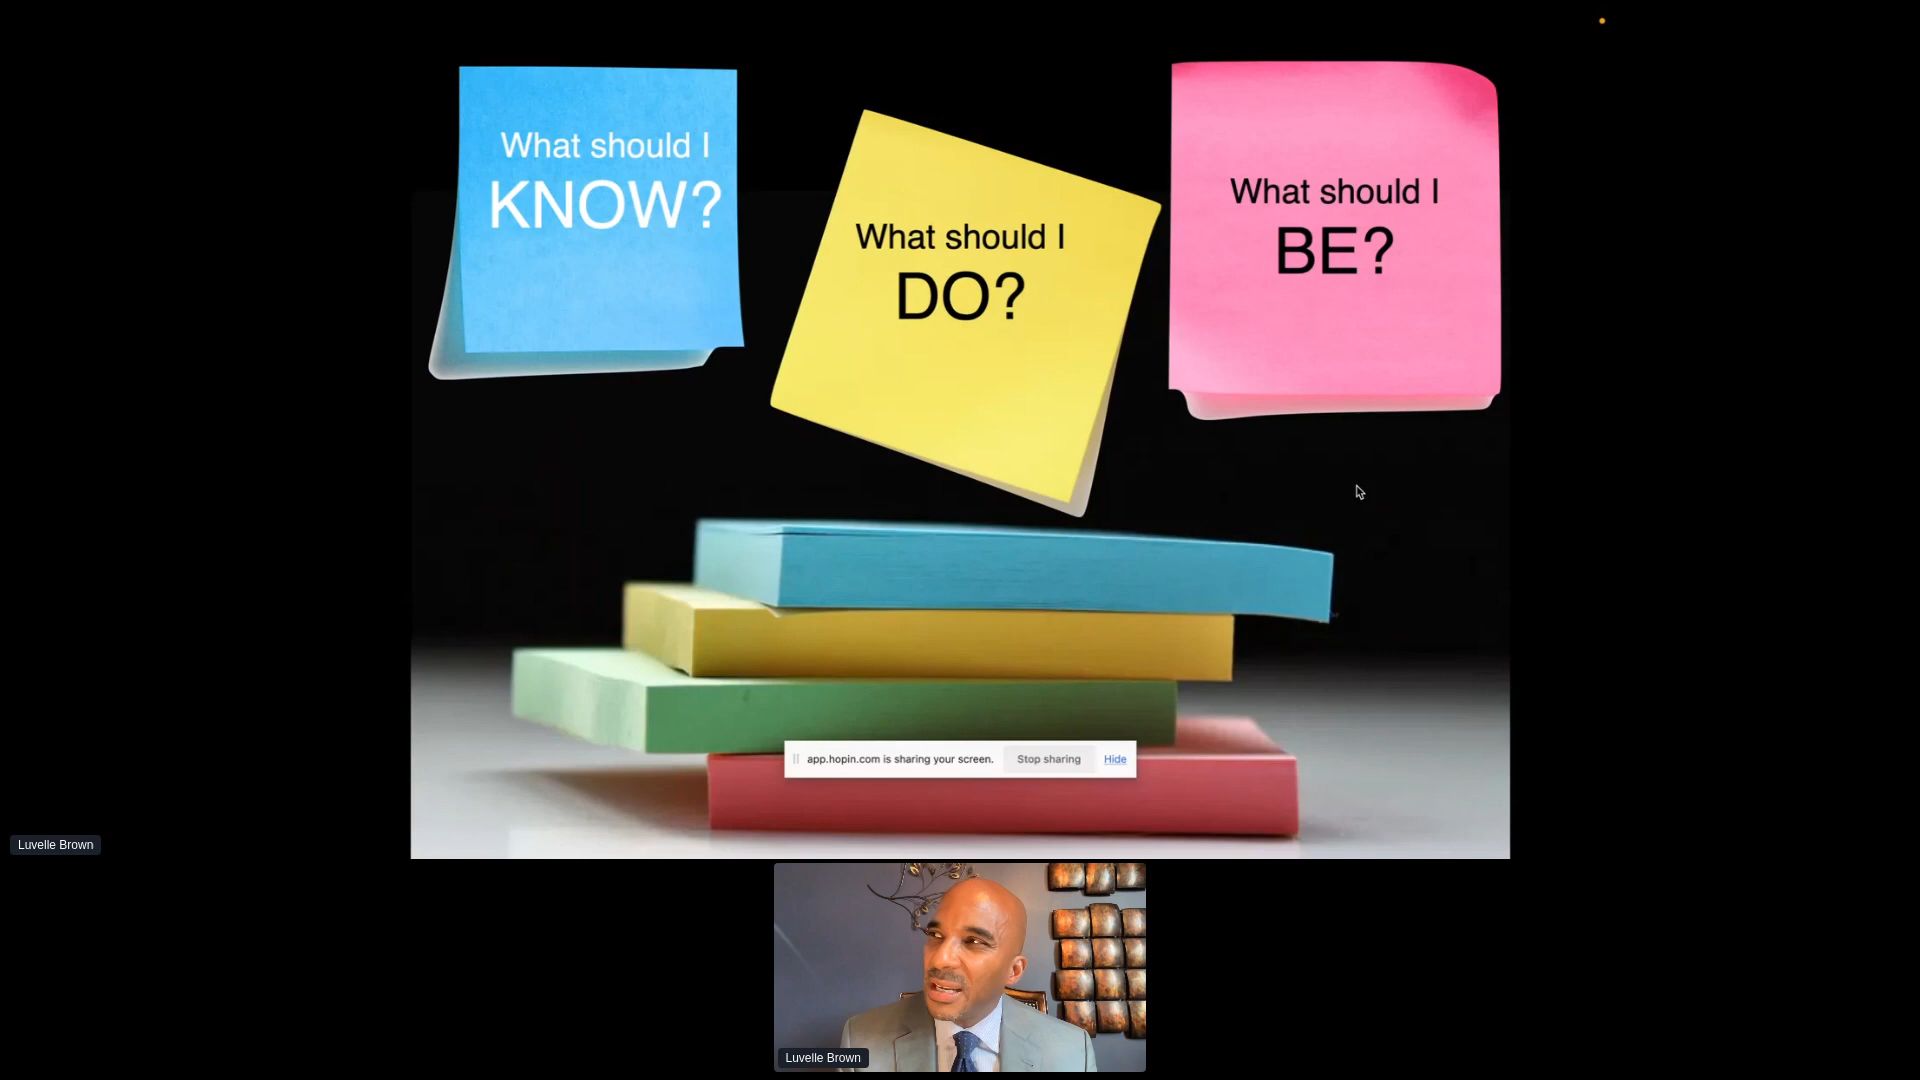 What should I
KNOW?
What should I
DO?
What should I
BE?
app.hopin.com is sharing your screen. Stop sharing Hide
Luvelle Brown
Luvelle Brown